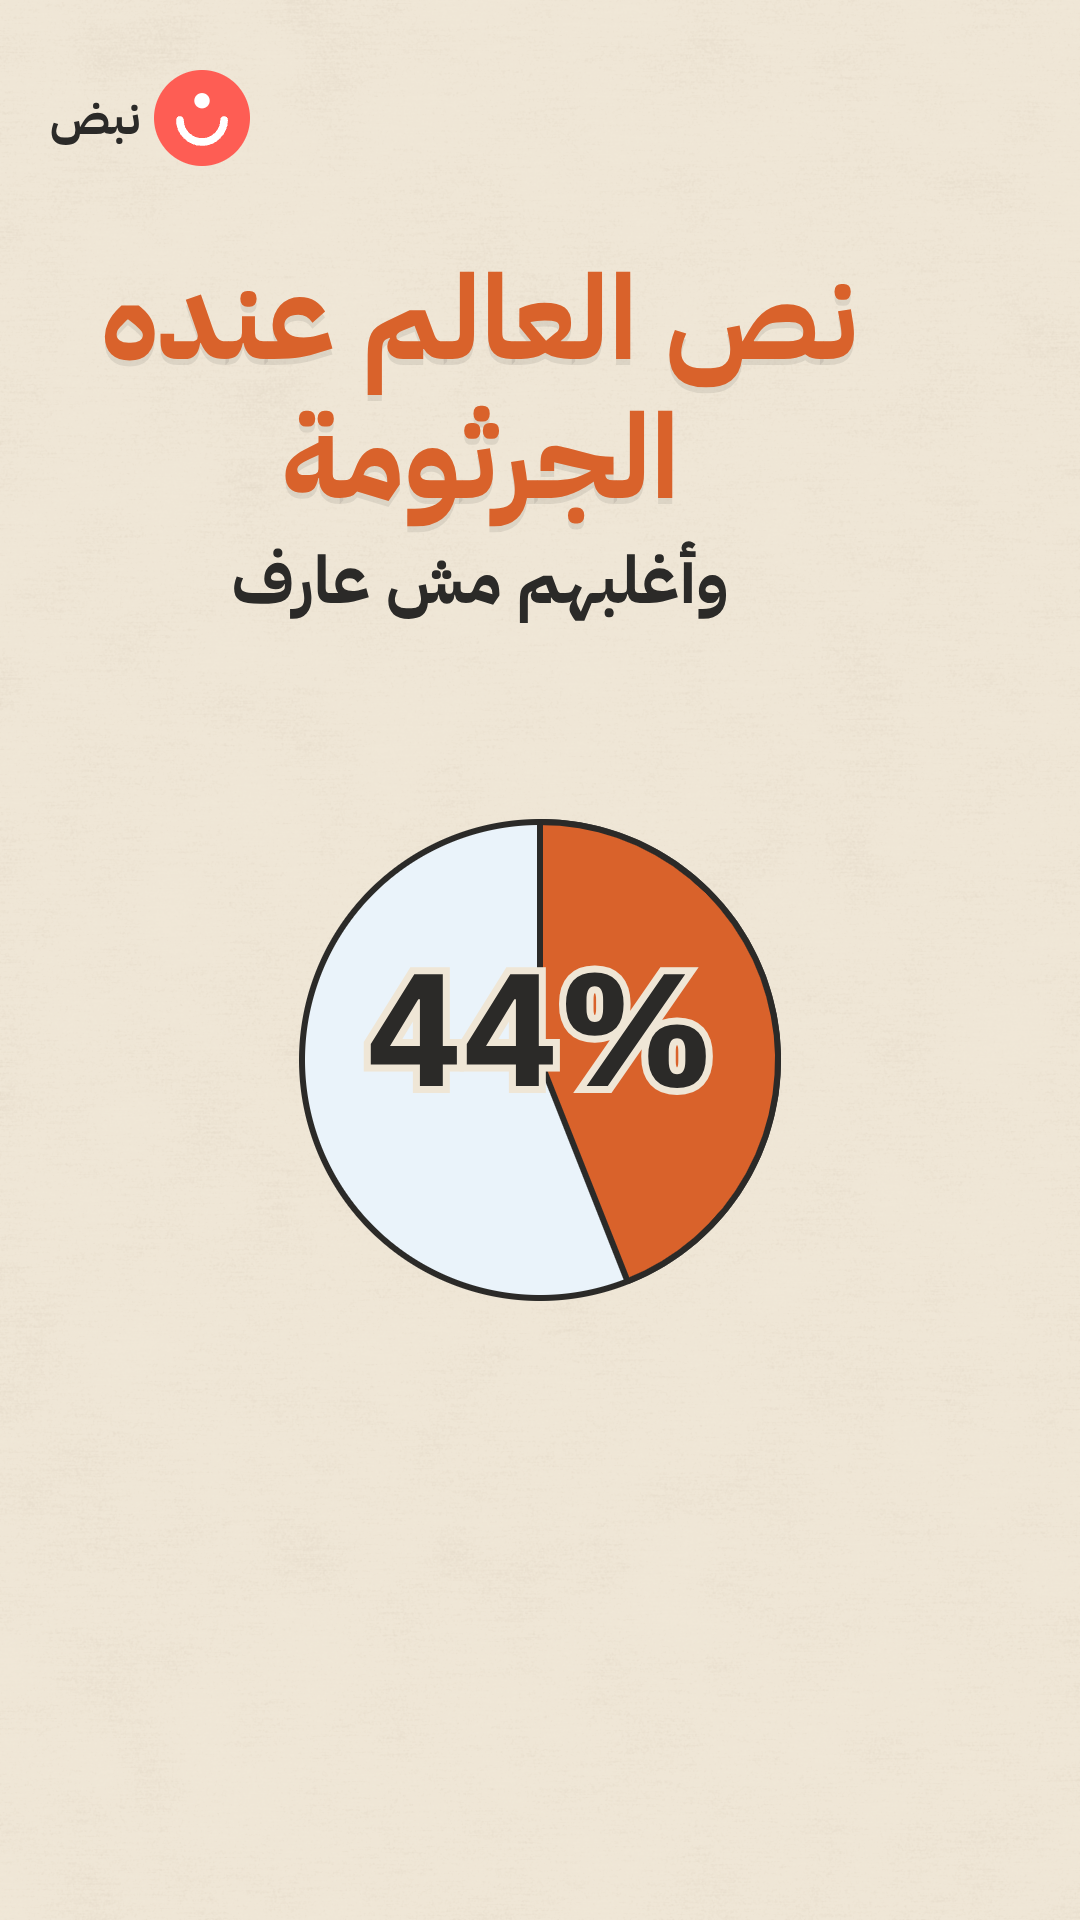 نبض
نص العالم عنده
الجرثومة
وأغلبهم مش عارف
44%